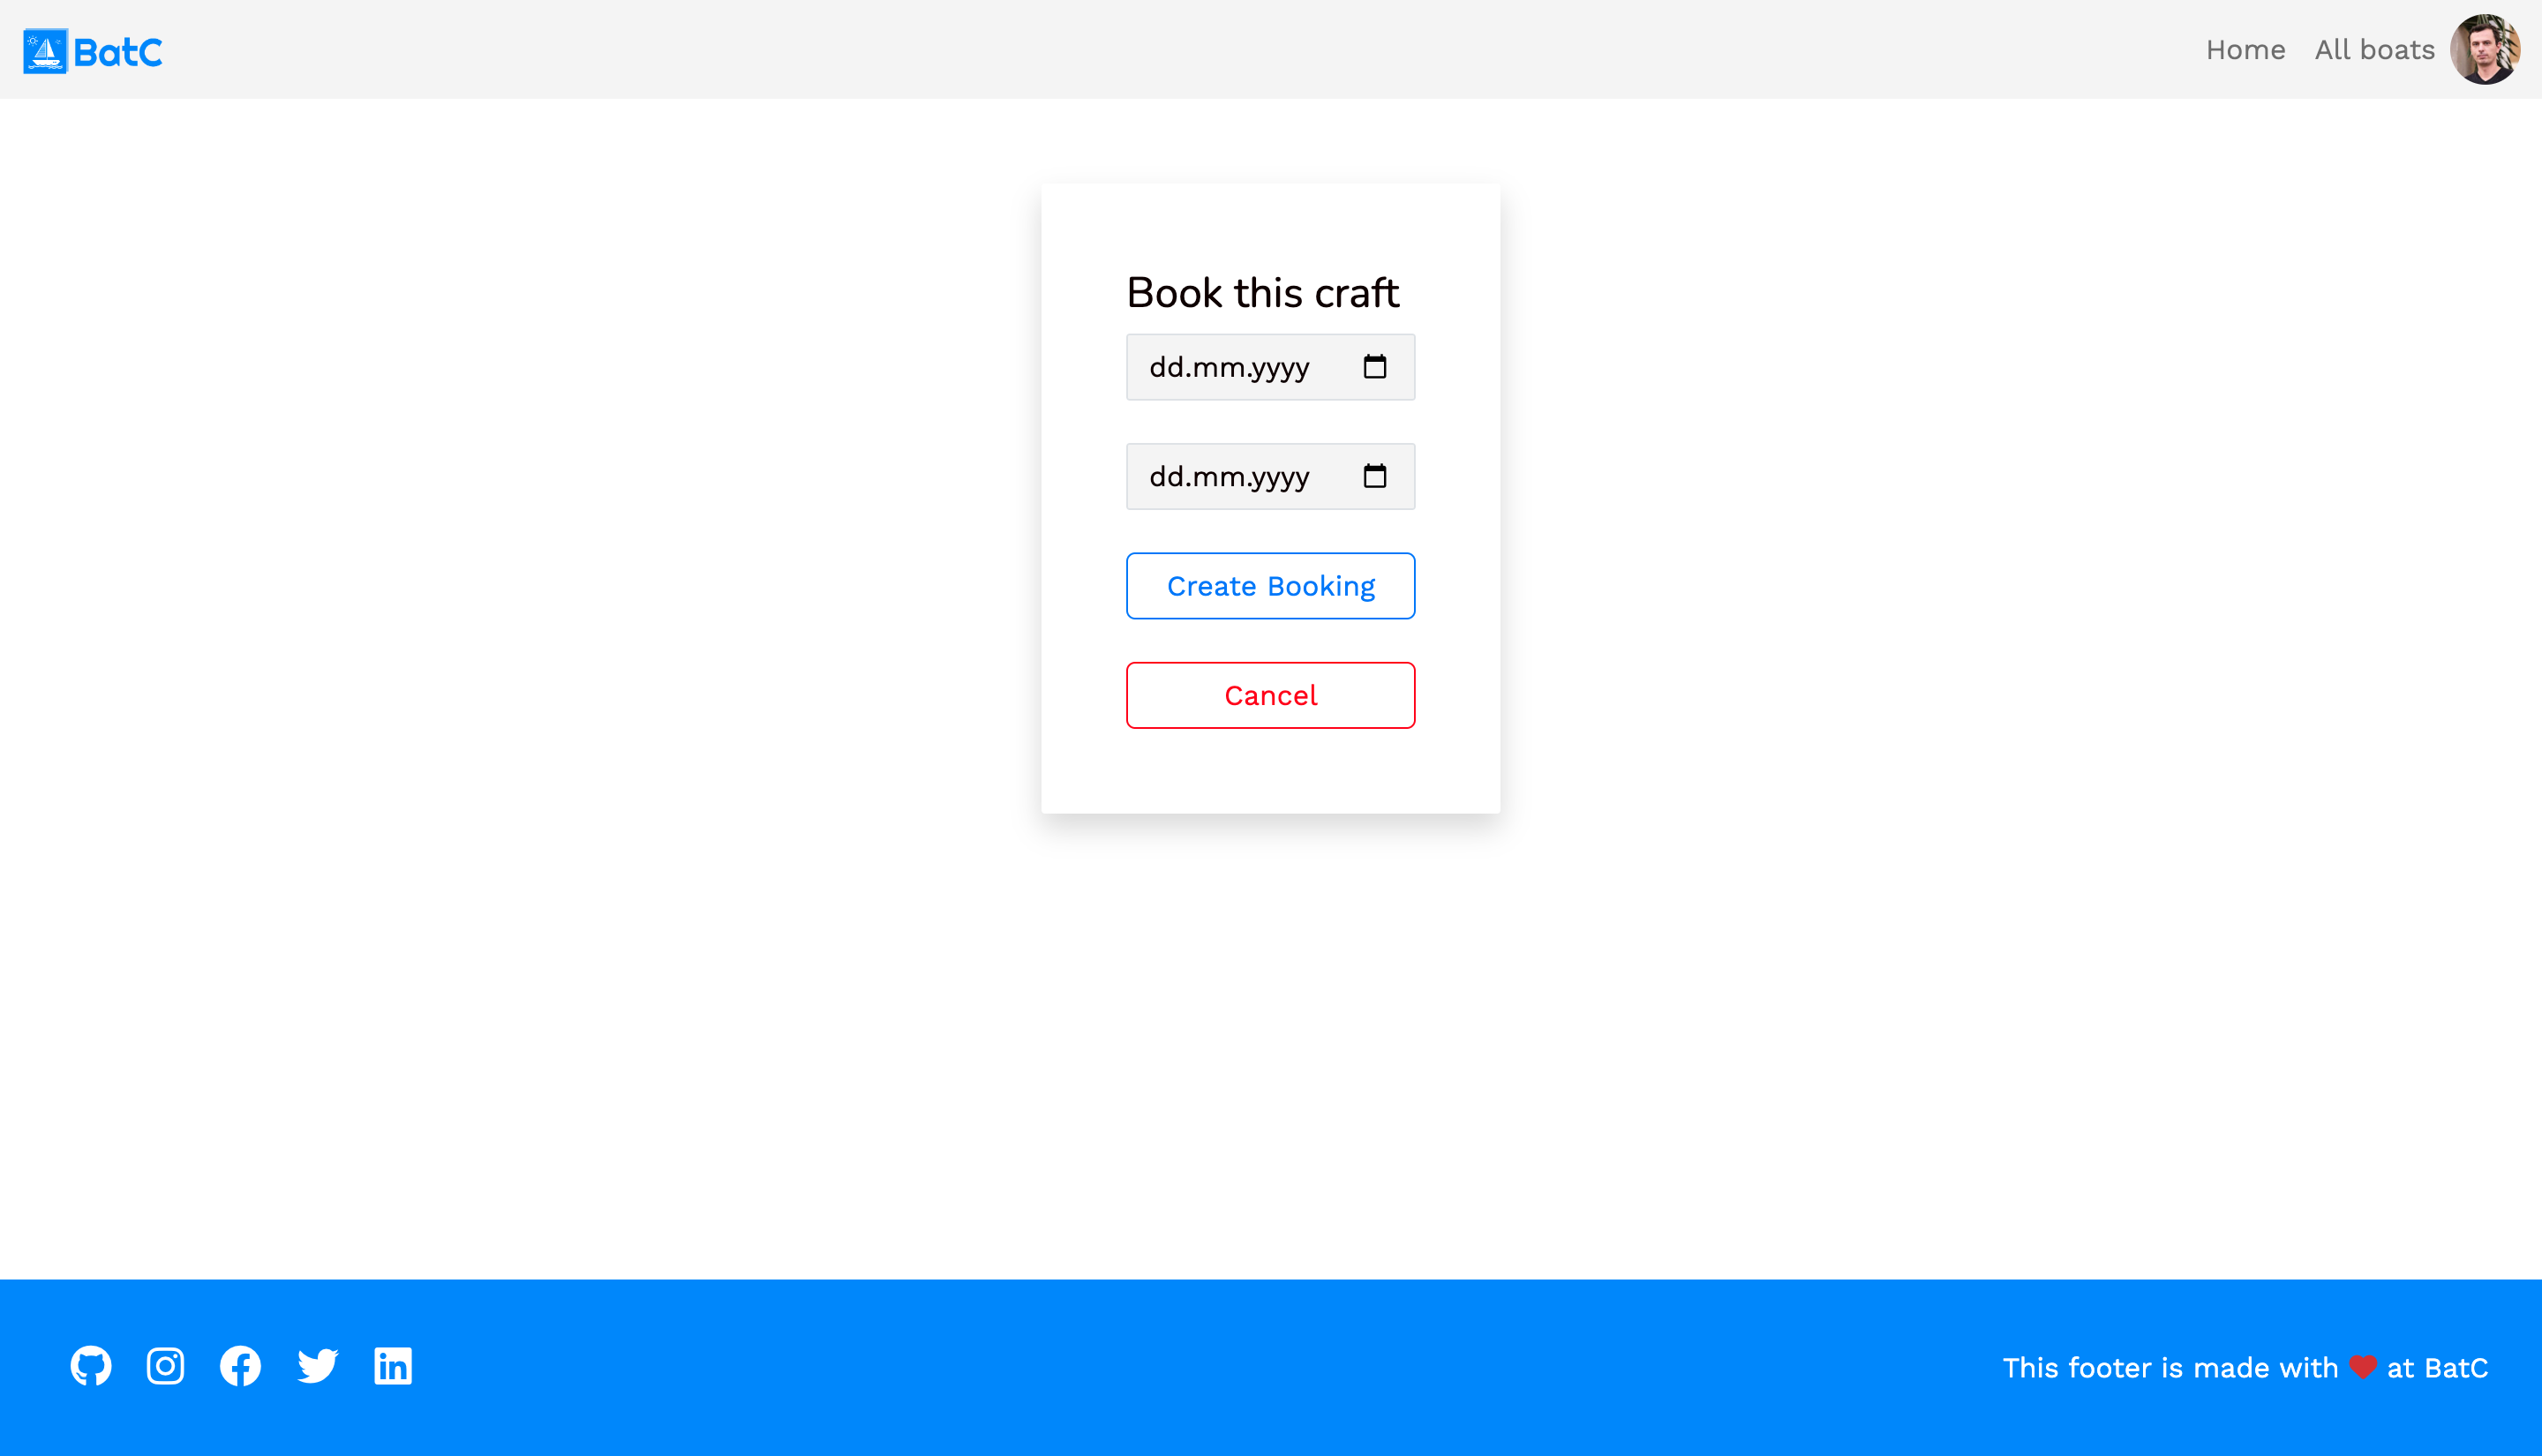 BatC
Home
All boats
Book this craft
dd.mm.yyyy
dd.mm.yyyy
Create Booking
Cancel
This footer is made with ❤ at BatC